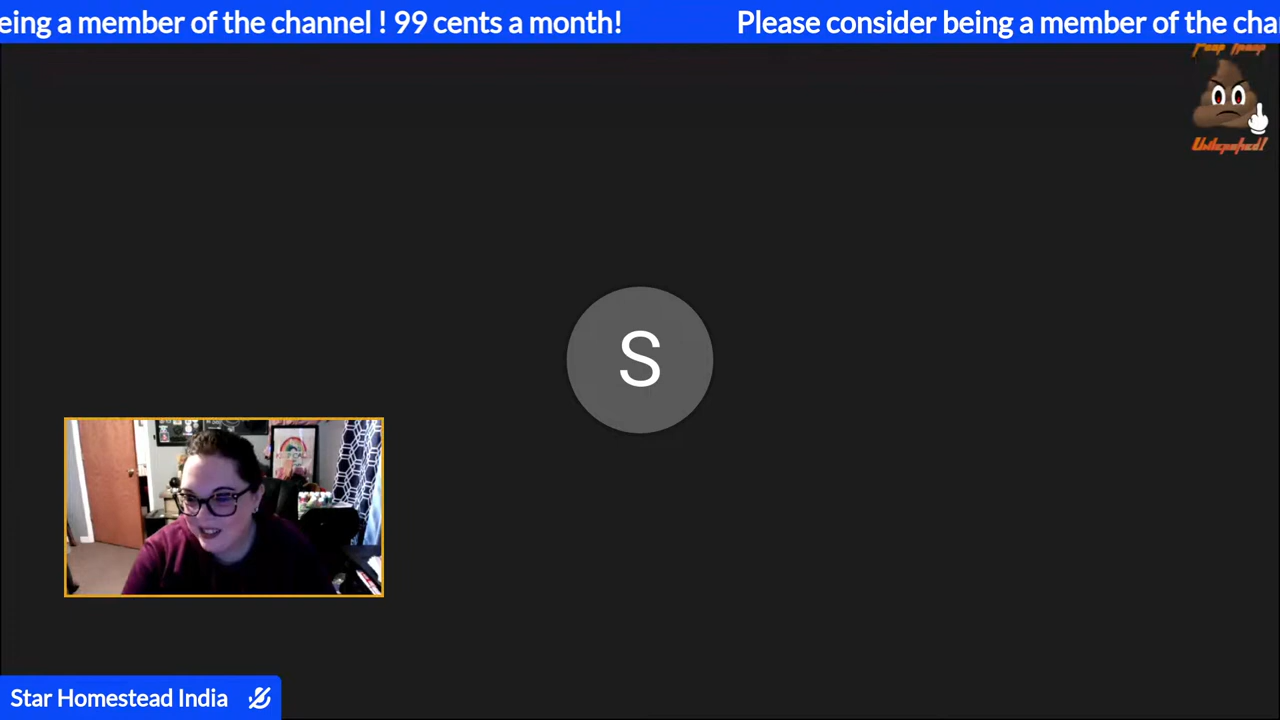 eing a member of the channel ! 99 cents a month! Please consider being a member of the cha
S
Star Homestead India